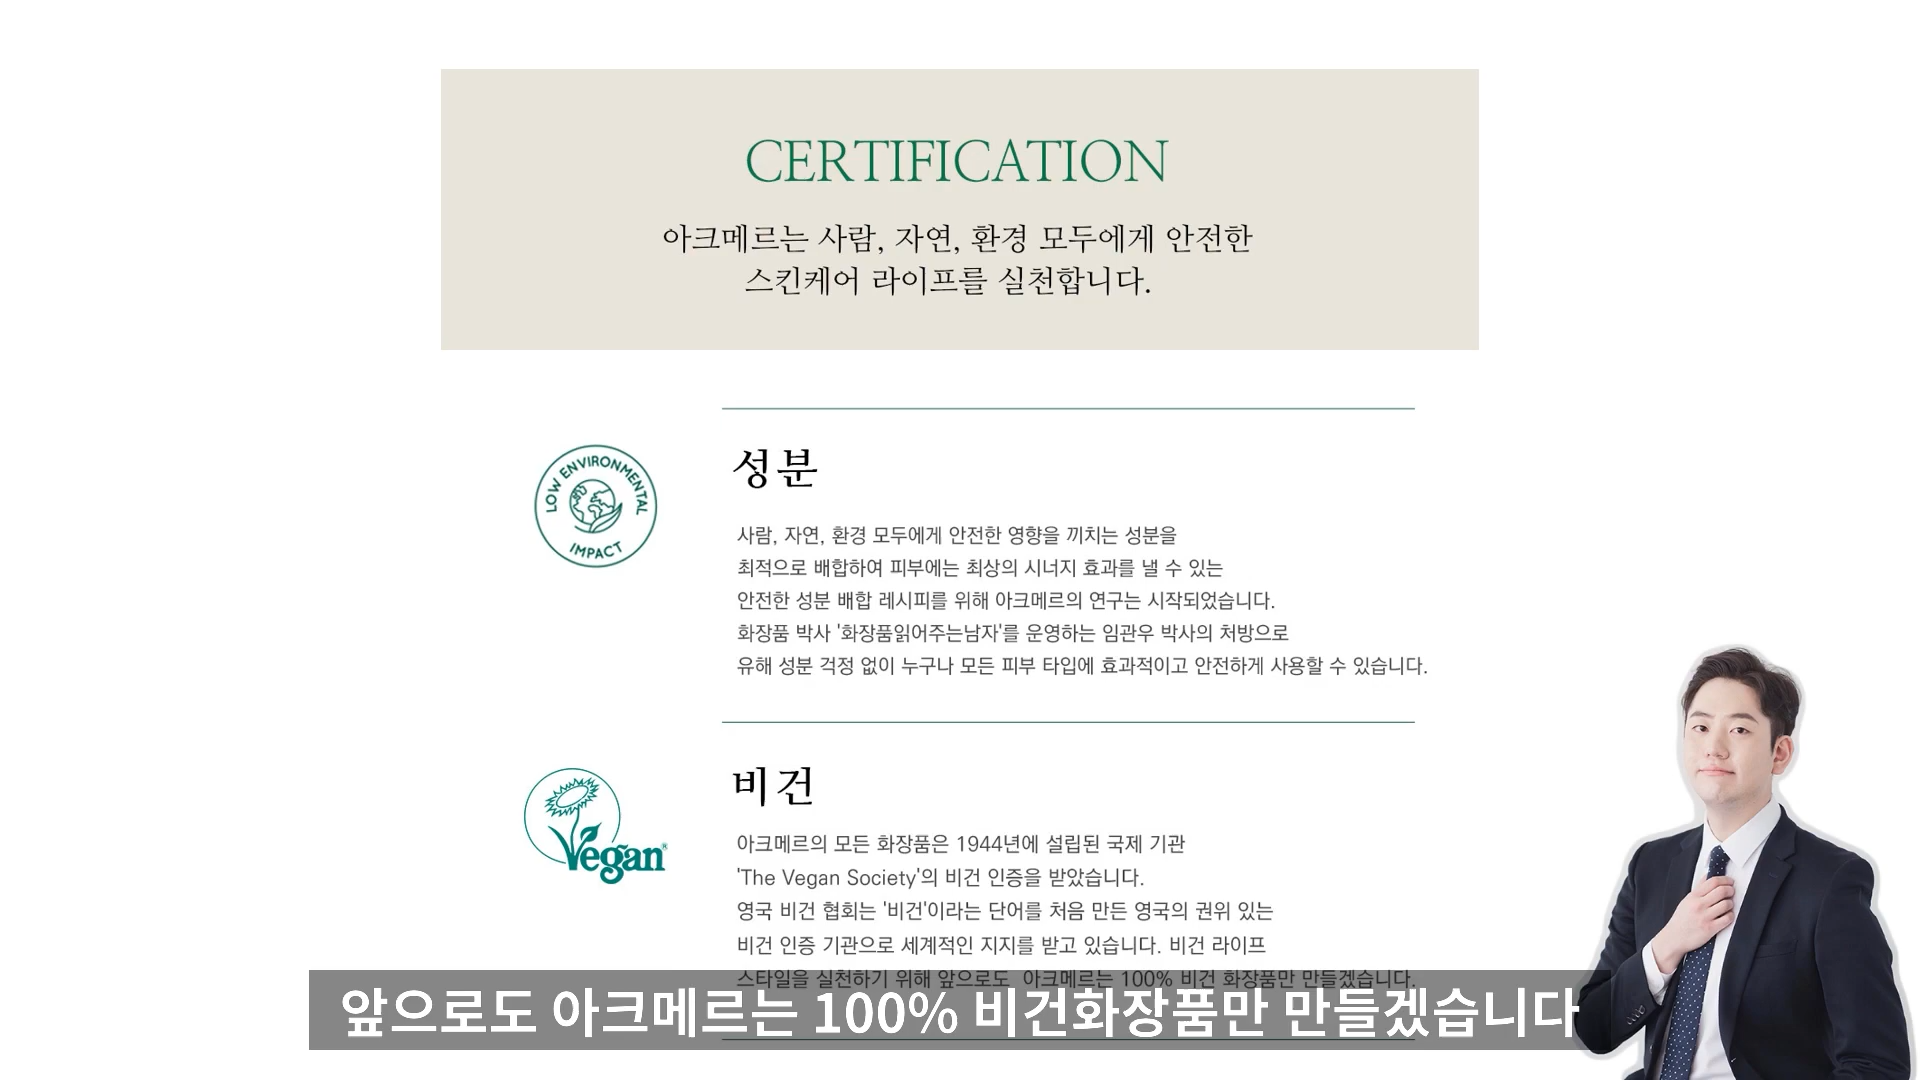 CERTIFICATION
아크메르는 사람, 자연, 환경 모두에게 안전한
스킨케어 라이프를 실천합니다.
LOW ENVIRONMENTAL
IMPACT
성분
사람, 자연, 환경 모두에게 안전한 영향을 끼치는 성분을
최적으로 배합하여 피부에는 최상의 시너지 효과를 낼 수 있는
안전한 성분 배합 레시피를 위해 아크메르의 연구는 시작되었습니다.
화장품 박사 '화장품읽어주는남자'를 운영하는 임관우 박사의 처방으로
유해 성분 걱정 없이 누구나 모든 피부 타입에 효과적이고 안전하게 사용할 수 있습니다.
Vegan®
비건
아크메르의 모든 화장품은 1944년에 설립된 국제 기관
'The Vegan Society'의 비건 인증을 받았습니다.
영국 비건 협회는 '비건'이라는 단어를 처음 만든 영국의 권위 있는
비건 인증 기관으로 세계적인 지지를 받고 있습니다. 비건 라이프
스타일을 실천하기 위해 앞으로도 아크메르는 100% 비건 화장품만 만들겠습니다.
앞으로도 아크메르는 100% 비건화장품만 만들겠습니다